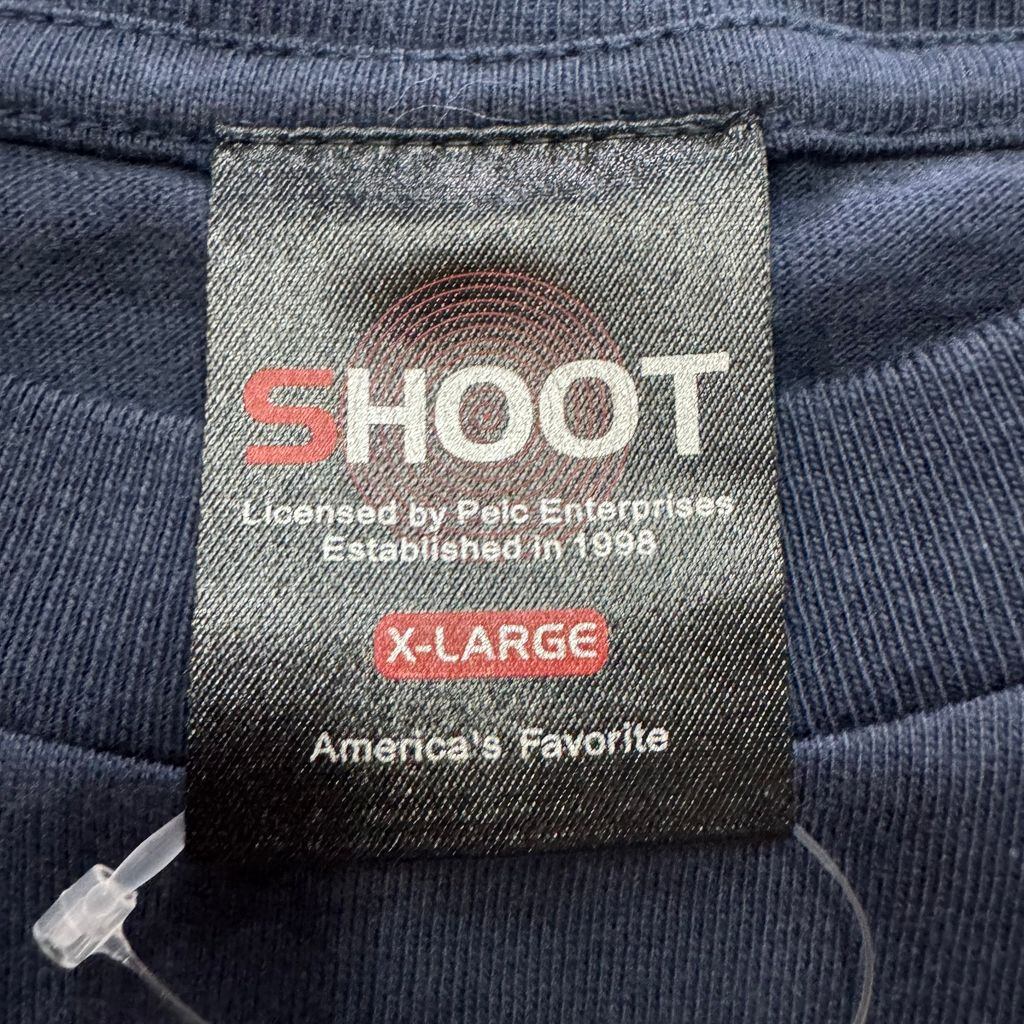 SHOOT
Licensed by Pelc Enterprises
Established in 1998
X-LARGE
America's Favorite